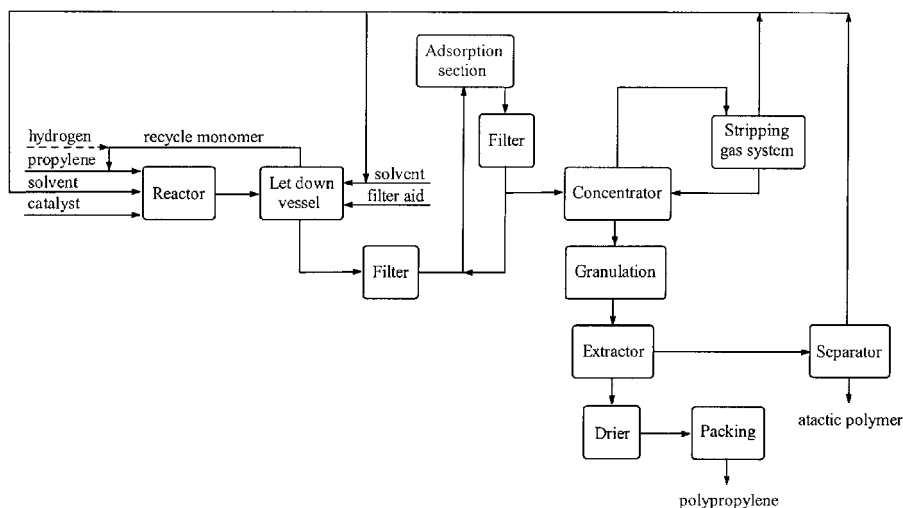 Adsorption
section
hydrogen
recycle monomer
Filter
Stripping
gas system
propylene
solvent
Reactor
Let down
vessel
solvent
Concentrator
catalyst
filter aid
Filter
Granulation
Extractor
Separator
Drier
Packing
atactic polymer
polypropylene